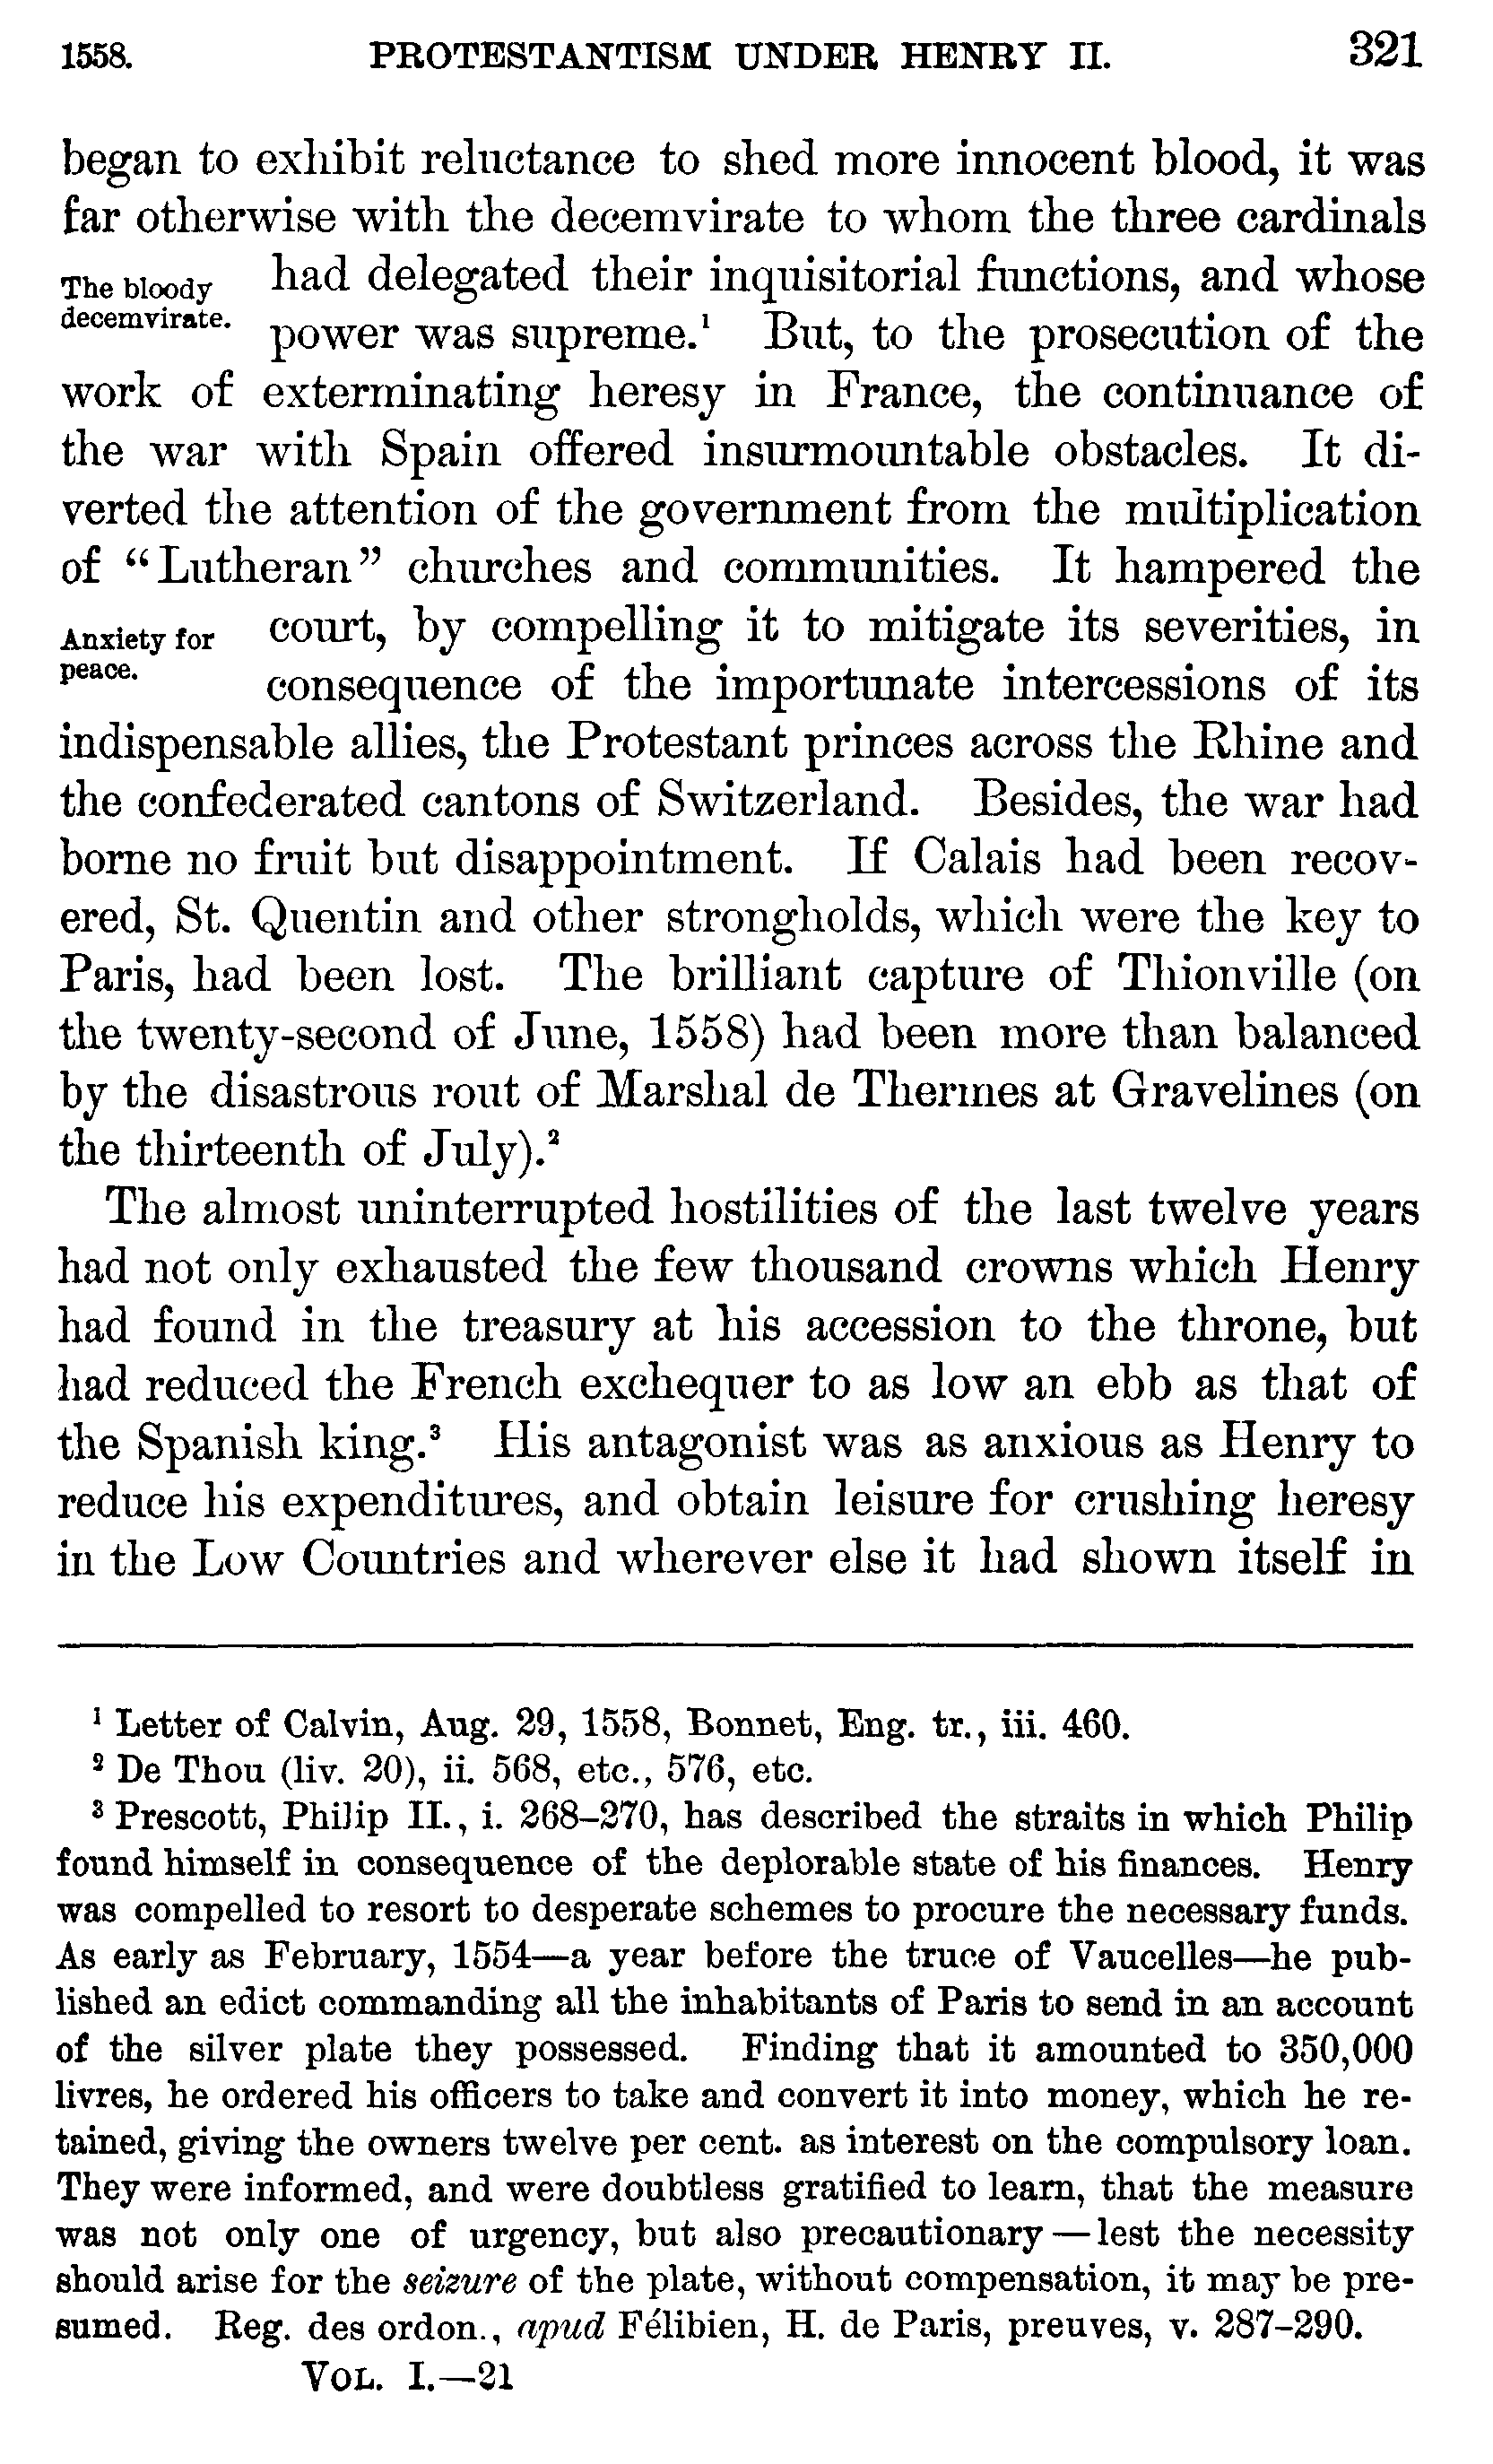 1558. PROTESTANTISM UNDER HENRY II. 321
began to exhibit reluctance to shed more innocent blood, it was
far otherwise with the decemvirate to whom the three cardinals
The bloody
decemvirate.
had delegated their inquisitorial functions, and whose
power was supreme.¹ But, to the prosecution of the
work of exterminating heresy in France, the continuance of
the war with Spain offered insurmountable obstacles. It di-
verted the attention of the government from the multiplication
of “Lutheran” churches and communities. It hampered the
Anxiety for
peace.
court, by compelling it to mitigate its severities, in
consequence of the importunate intercessions of its
indispensable allies, the Protestant princes across the Rhine and
the confederated cantons of Switzerland. Besides, the war had
borne no fruit but disappointment. If Calais had been recov-
ered, St. Quentin and other strongholds, which were the key to
Paris, had been lost. The brilliant capture of Thionville (on
the twenty-second of June, 1558) had been more than balanced
by the disastrous rout of Marshal de Thermes at Gravelines (on
the thirteenth of July).²
The almost uninterrupted hostilities of the last twelve years
had not only exhausted the few thousand crowns which Henry
had found in the treasury at his accession to the throne, but
had reduced the French exchequer to as low an ebb as that of
the Spanish king.³ His antagonist was as anxious as Henry to
reduce his expenditures, and obtain leisure for crushing heresy
in the Low Countries and wherever else it had shown itself in
¹ Letter of Calvin, Aug. 29, 1558, Bonnet, Eng. tr., iii. 460.
² De Thou (liv. 20), ii. 568, etc., 576, etc.
³ Prescott, Philip II., i. 268–270, has described the straits in which Philip
found himself in consequence of the deplorable state of his finances. Henry
was compelled to resort to desperate schemes to procure the necessary funds.
As early as February, 1554—a year before the truce of Vaucelles—he pub-
lished an edict commanding all the inhabitants of Paris to send in an account
of the silver plate they possessed. Finding that it amounted to 350,000
livres, he ordered his officers to take and convert it into money, which he re-
tained, giving the owners twelve per cent. as interest on the compulsory loan.
They were informed, and were doubtless gratified to learn, that the measure
was not only one of urgency, but also precautionary—lest the necessity
should arise for the seizure of the plate, without compensation, it may be pre-
sumed. Reg. des ordon., apud Félibien, H. de Paris, preuves, v. 287–290.
VOL. I.—21